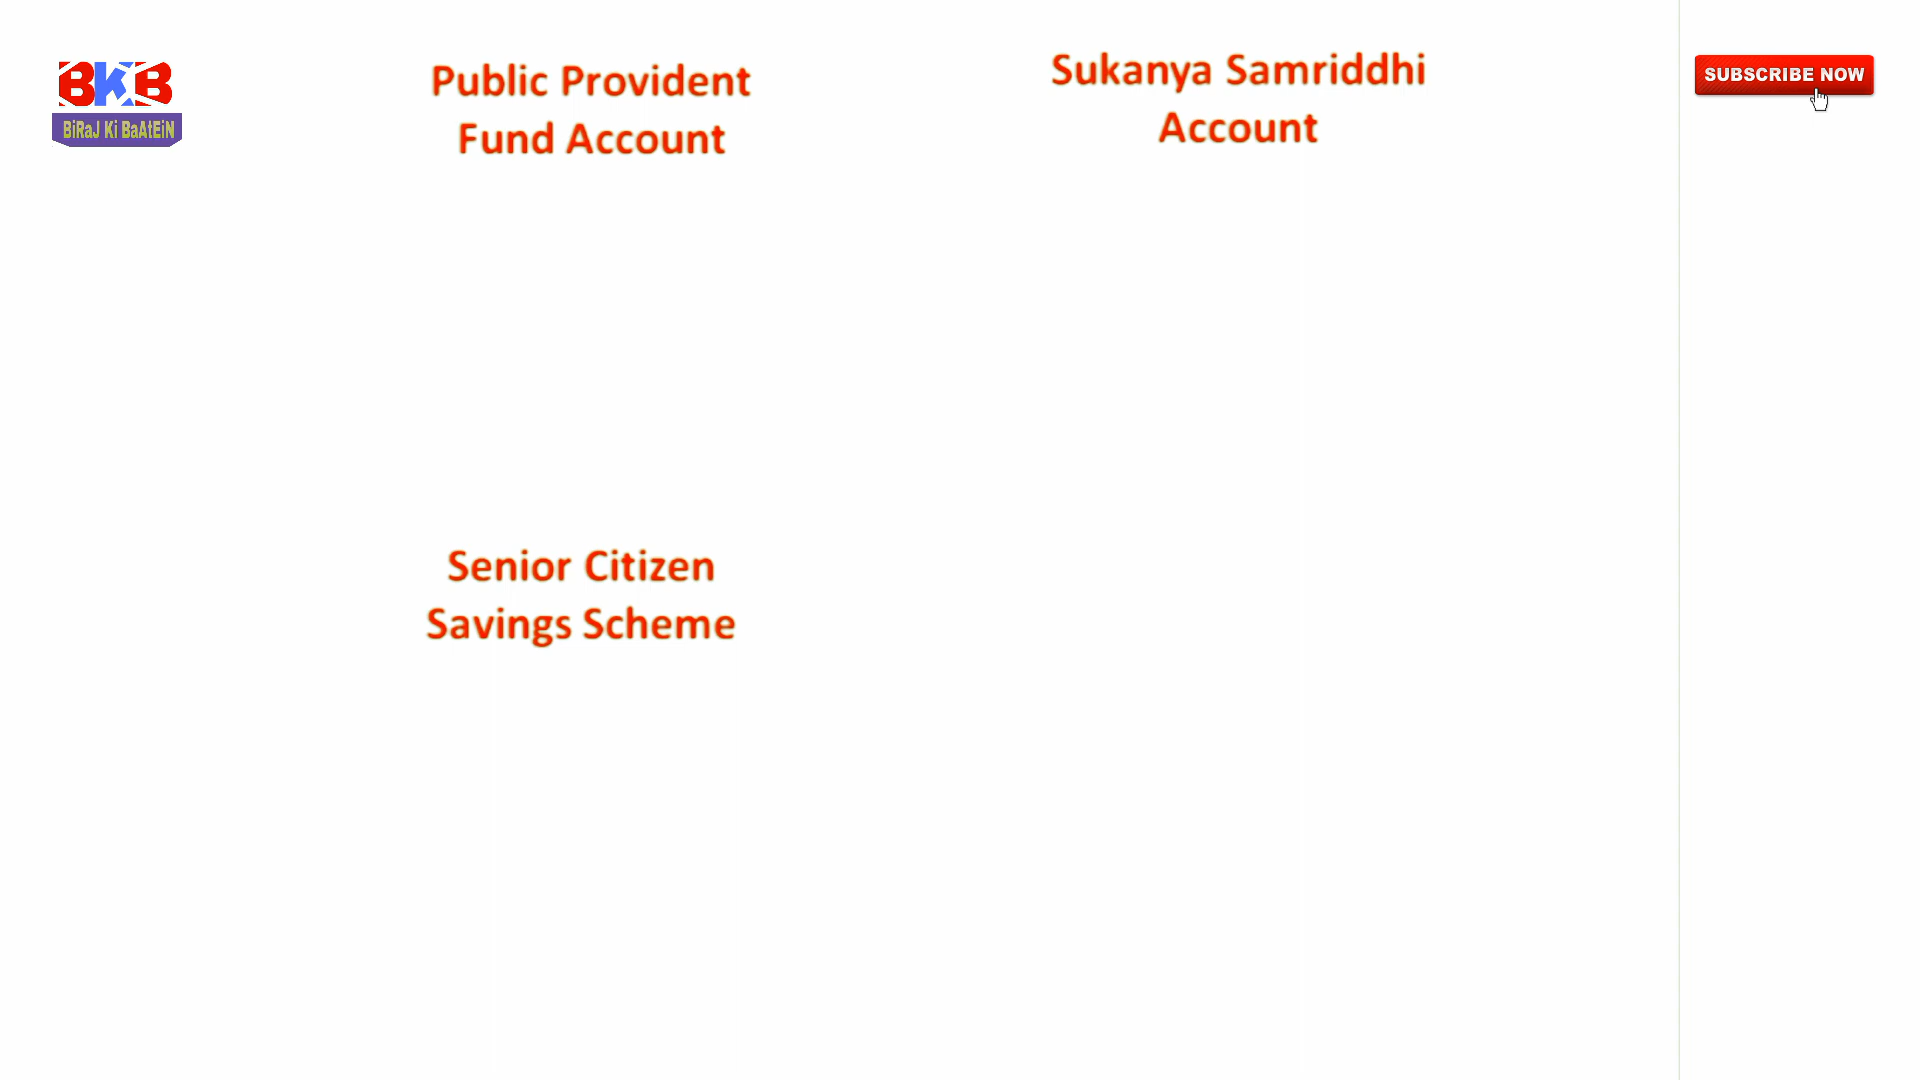 BKB
BiRaJ Ki BaAtEiN
Public Provident
Fund Account
Sukanya Samriddhi
Account
SUBSCRIBE NOW
Senior Citizen
Savings Scheme